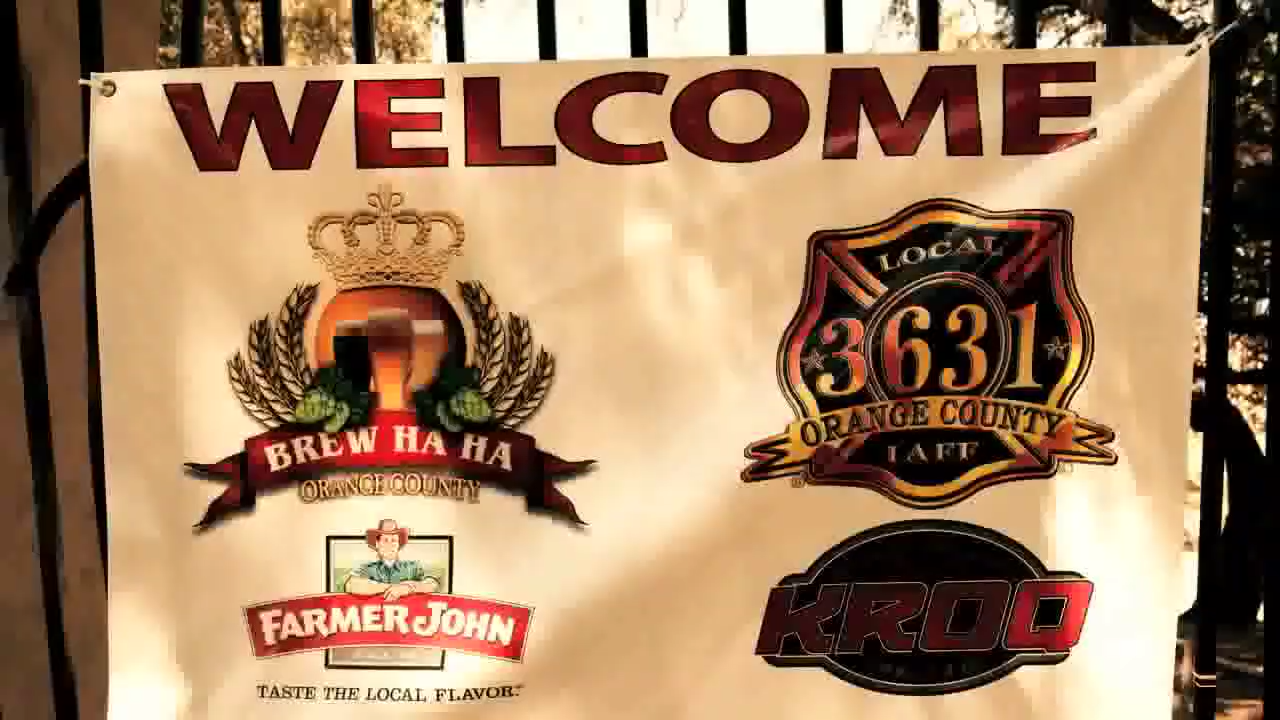 WELCOME
BREW HA HA
ORANGE COUNTY
LOCAL
3631
ORANGE COUNTY
IAFF
FARMER JOHN
TASTE THE LOCAL FLAVOR.
KROQ